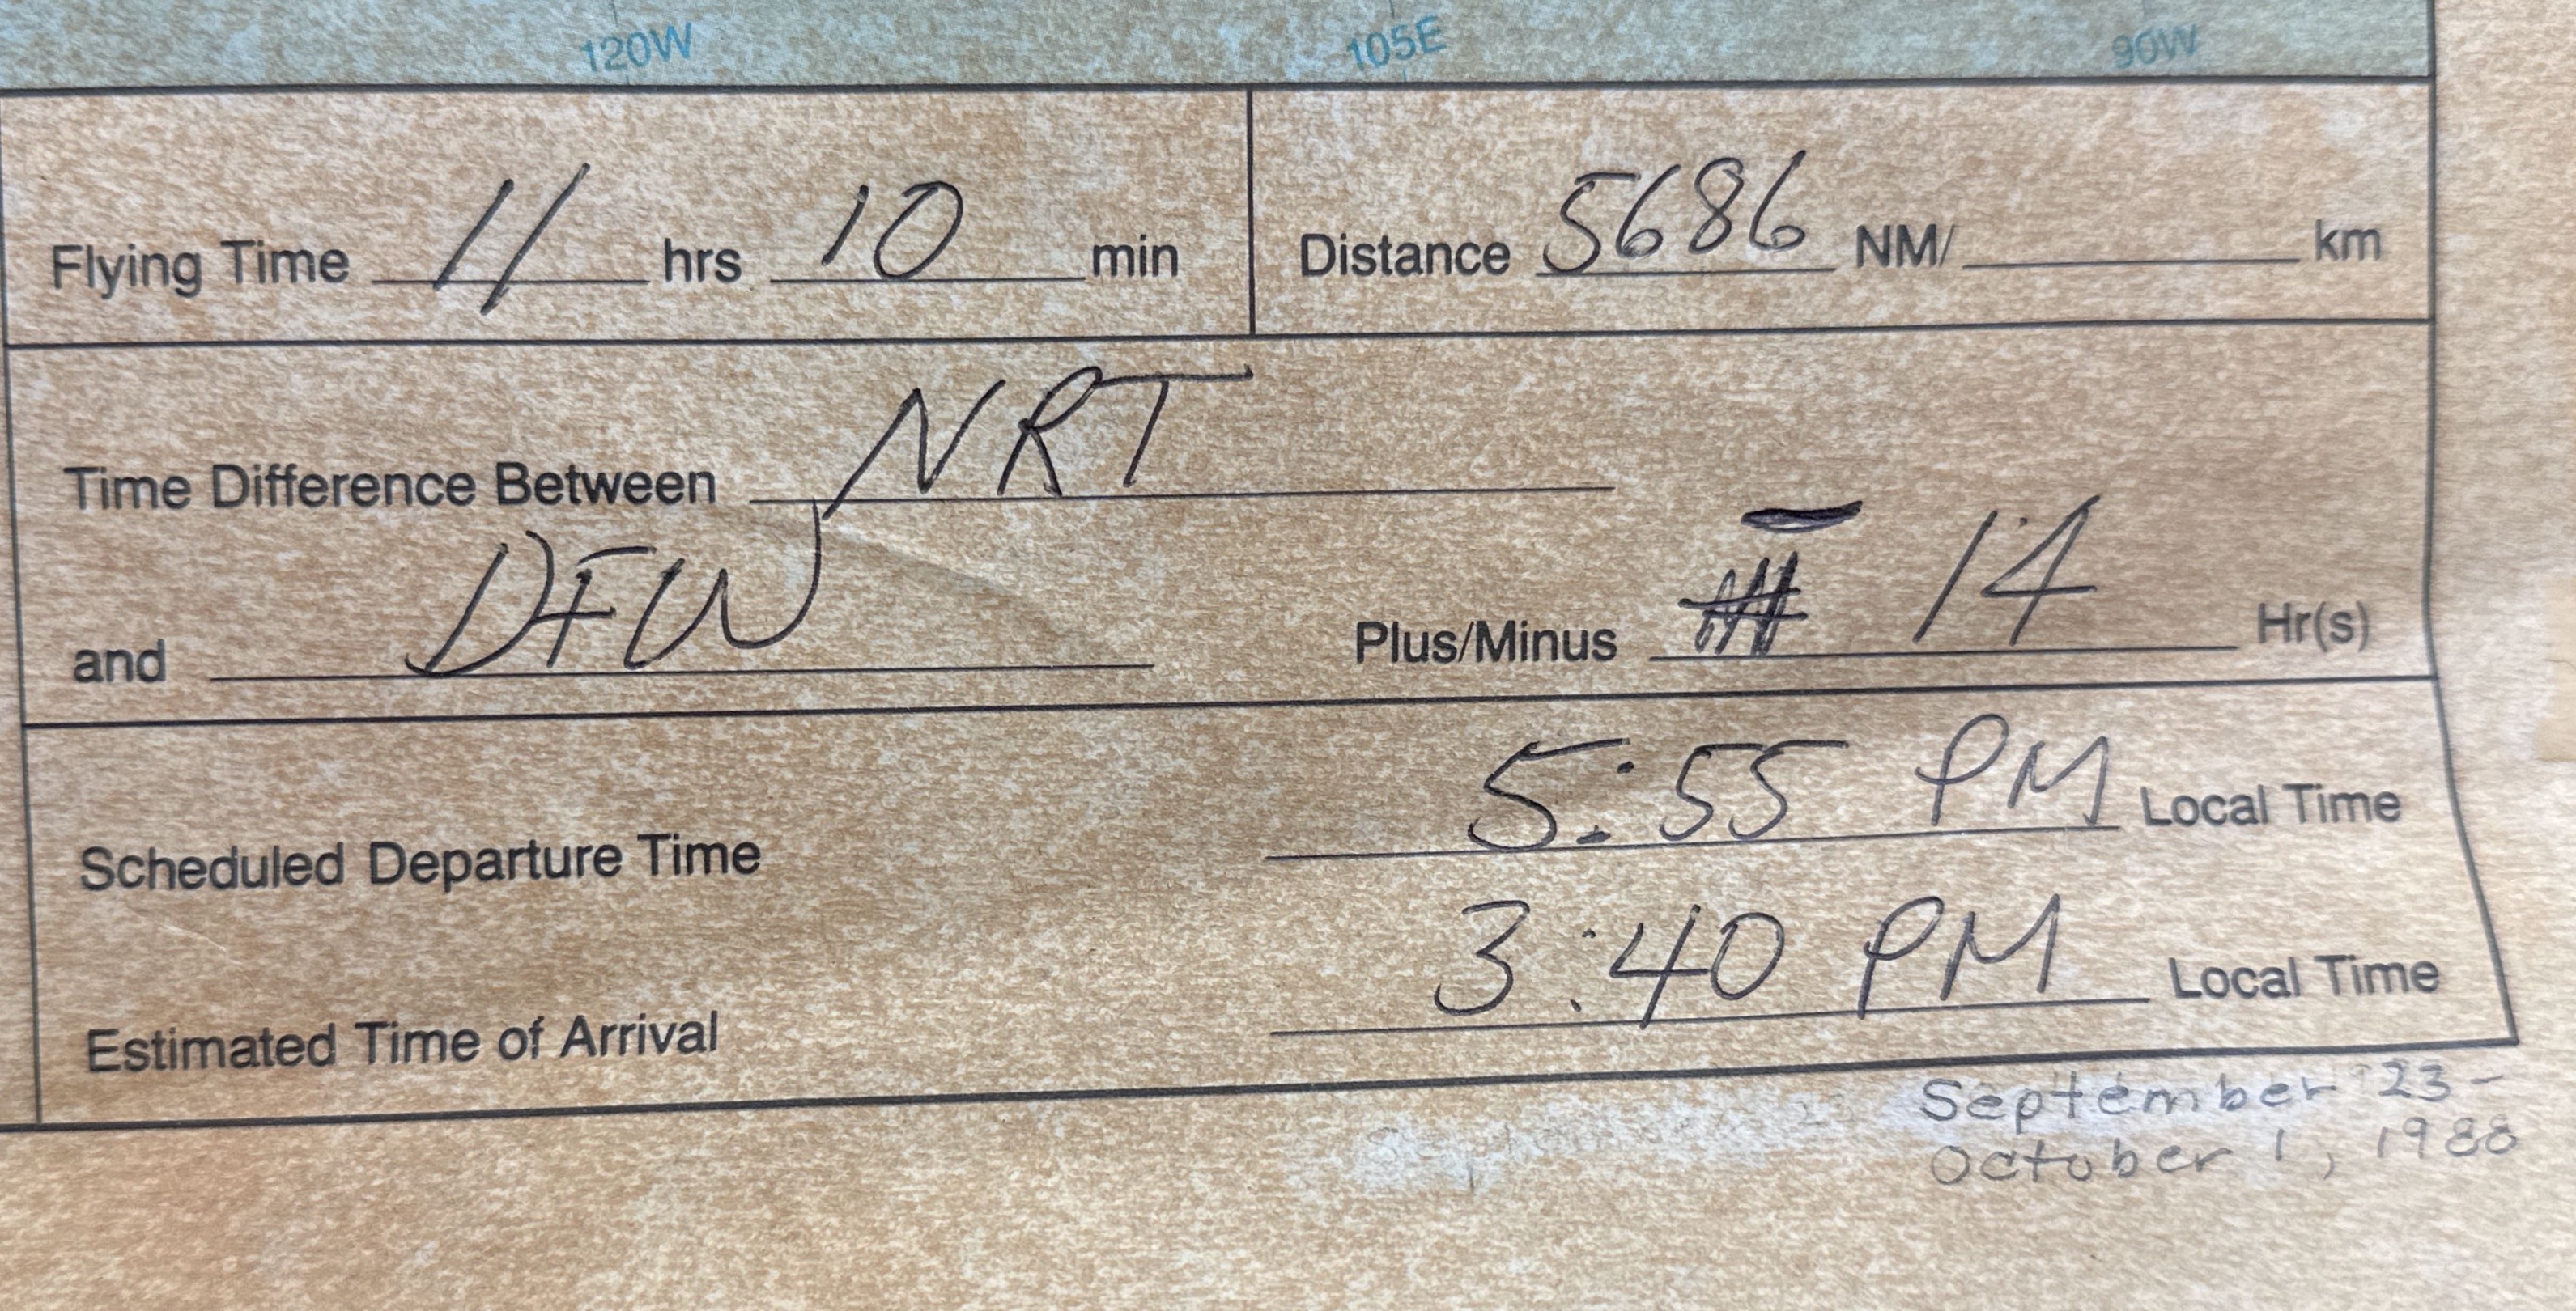 120W 105E 90W
Flying Time 11 hrs 10 min Distance 5686 NM/ km
Time Difference Between NRT
and DFW Plus/Minus - 14 Hr(s)
Scheduled Departure Time 5:55 PM Local Time
Estimated Time of Arrival 3:40 PM Local Time
September 23-
October 1, 1988